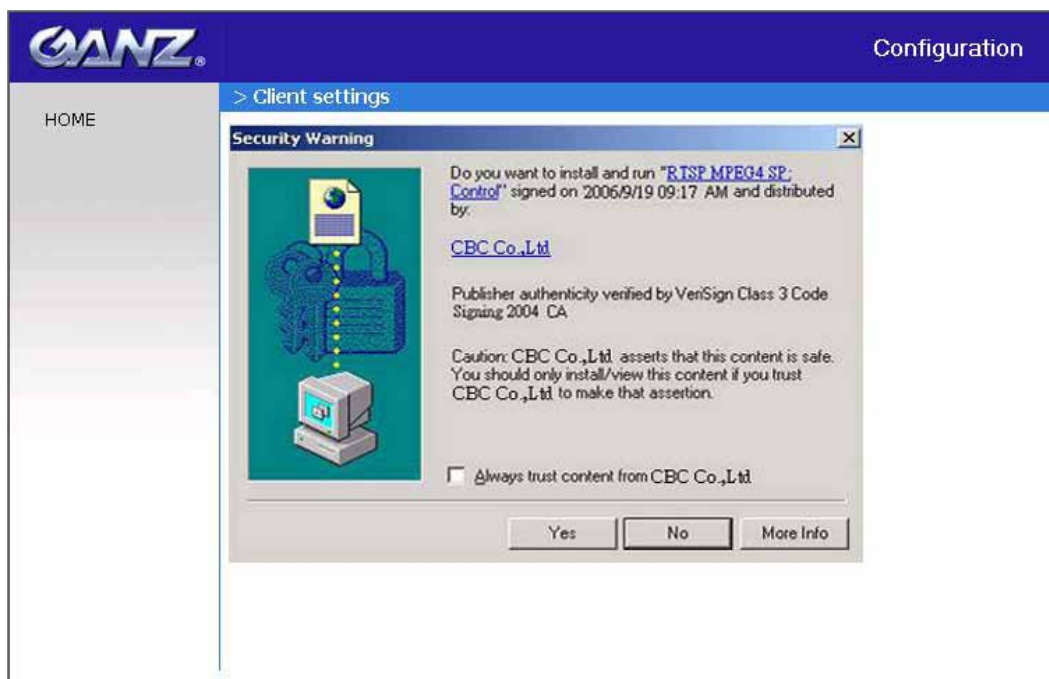 GANZ®
Configuration
HOME
> Client settings
Security Warning
Do you want to install and run "RTSP MPEG4 SP:
Control" signed on 2006/9/19 09:17 AM and distributed
by:
CBC Co.,Ltd
Publisher authenticity verified by VeriSign Class 3 Code
Signing 2004 CA
Caution: CBC Co.,Ltd asserts that this content is safe.
You should only install/view this content if you trust
CBC Co.,Ltd to make that assertion.
Always trust content from CBC Co.,Ltd
Yes
No
More Info